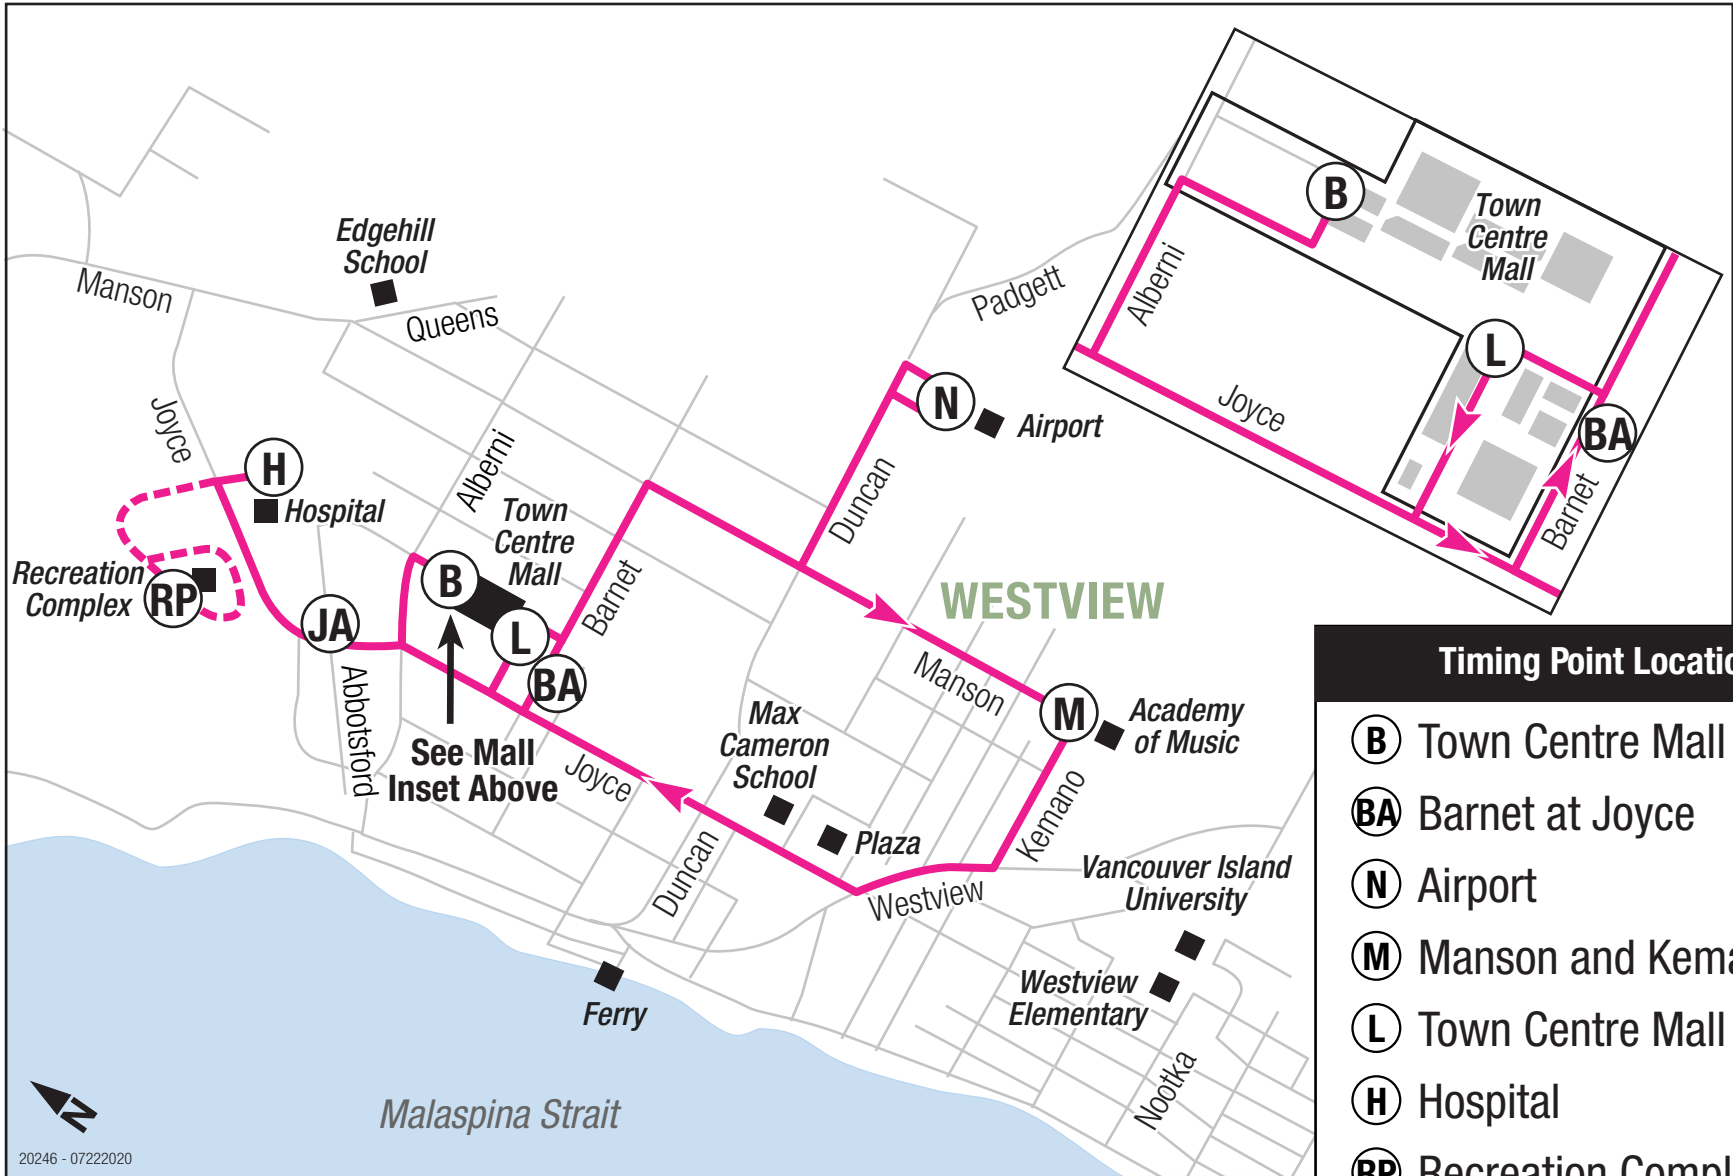 Edgehill
School
Manson
Queens
Padgett
Joyce
H
Hospital
Alberni
Town
Centre
Mall
N
Airport
Duncan
Recreation
Complex
RP
JA
B
L
BA
Barnet
Abbotsford
See Mall
Inset Above
WESTVIEW
Manson
M
Academy
of Music
Max
Cameron
School
Joyce
Plaza
Duncan
Kemano
Westview
Vancouver Island
University
Westview
Elementary
Ferry
Nootka
Malaspina Strait
N
20246 - 07222020
B
Town
Centre
Mall
Alberni
L
Joyce
BA
Barnet
Timing Point Locatio
B Town Centre Mall
BA Barnet at Joyce
N Airport
M Manson and Kema
L Town Centre Mall
H Hospital
RP Recreation Compl